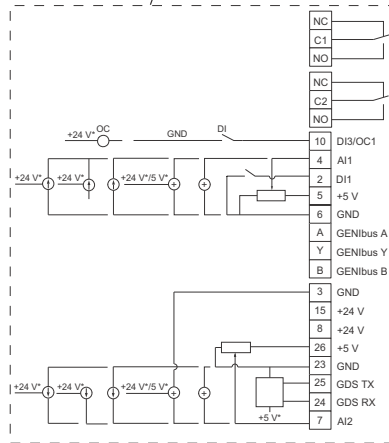 NC
C1
NO
NC
C2
NO
+24 V* OC GND DI 10 DI3/OC1
4 AI1
+24 V* +24 V* +24 V*/5 V* 2 DI1
5 +5 V
6 GND
A GENIbus A
Y GENIbus Y
B GENIbus B
3 GND
15 +24 V
8 +24 V
26 +5 V
23 GND
+24 V* +24 V* +24 V*/5 V* 25 GDS TX
24 GDS RX
+5 V* 7 AI2